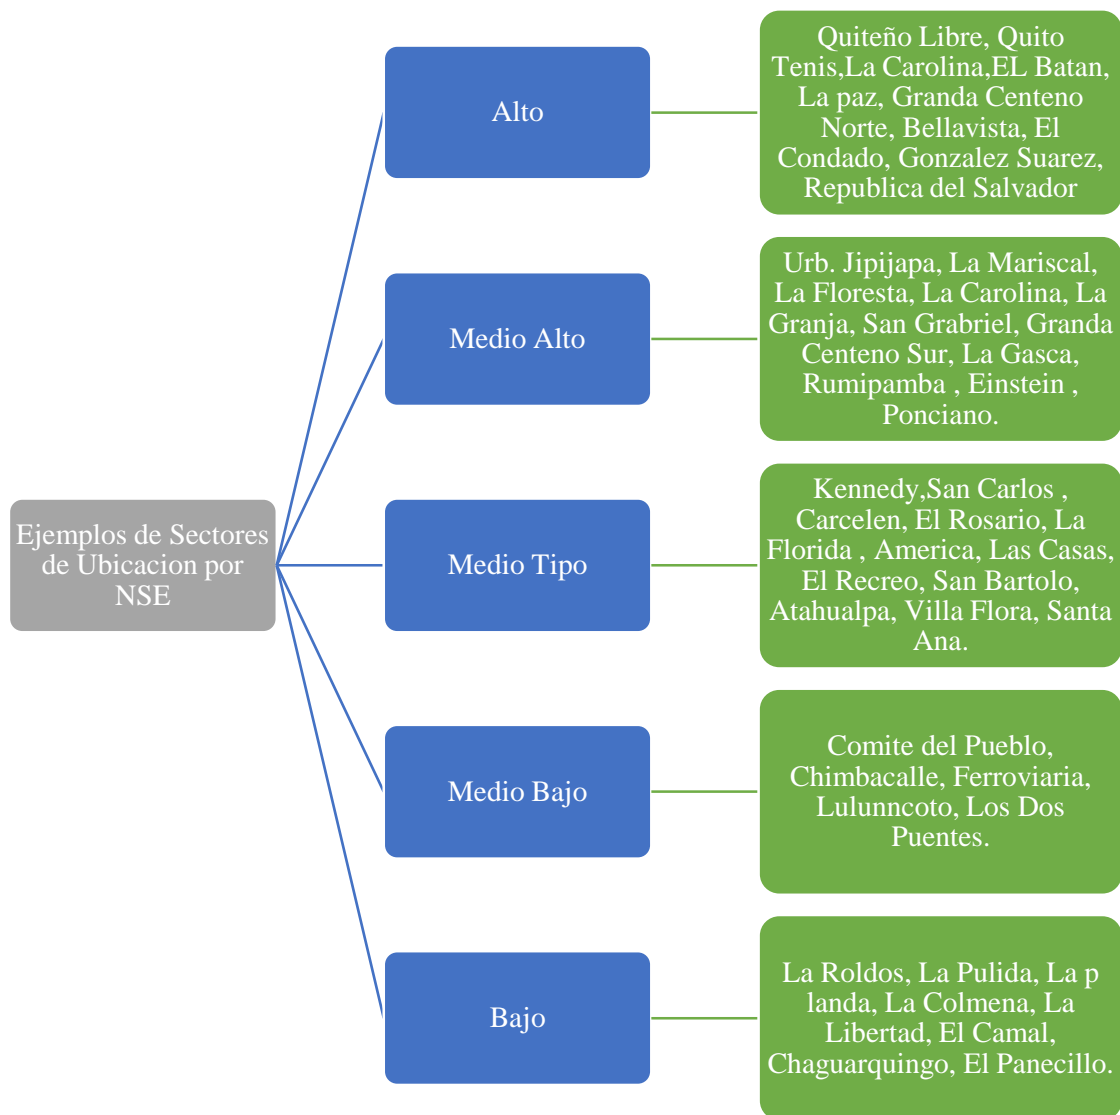 Ejemplos de Sectores
de Ubicacion por
NSE
Alto
Quiteño Libre, Quito
Tenis,La Carolina,EL Batan,
La paz, Granda Centeno
Norte, Bellavista, El
Condado, Gonzalez Suarez,
Republica del Salvador
Medio Alto
Urb. Jipijapa, La Mariscal,
La Floresta, La Carolina, La
Granja, San Grabriel, Granda
Centeno Sur, La Gasca,
Rumipamba , Einstein ,
Ponciano.
Medio Tipo
Kennedy,San Carlos ,
Carcelen, El Rosario, La
Florida , America, Las Casas,
El Recreo, San Bartolo,
Atahualpa, Villa Flora, Santa
Ana.
Medio Bajo
Comite del Pueblo,
Chimbacalle, Ferroviaria,
Lulunncoto, Los Dos
Puentes.
Bajo
La Roldos, La Pulida, La p
landa, La Colmena, La
Libertad, El Camal,
Chaguarquingo, El Panecillo.